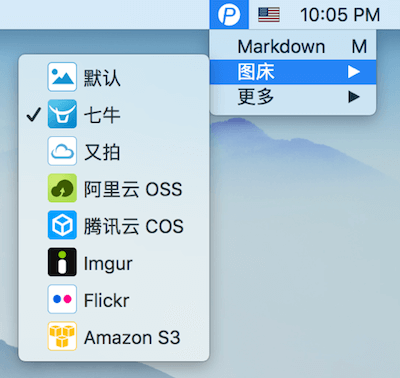 10:05 PM
Markdown M
图床
更多
默认
七牛
又拍
阿里云 OSS
腾讯云 COS
Imgur
Flickr
Amazon S3